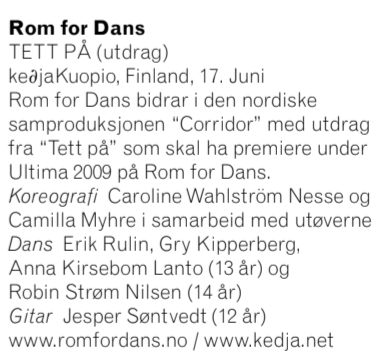 Rom for Dans
TETT PÅ (utdrag)
ke∂jaKuopio, Finland, 17. Juni
Rom for Dans bidrar i den nordiske
samproduksjonen “Corridor” med utdrag
fra “Tett på” som skal ha premiere under
Ultima 2009 på Rom for Dans.
Koreografi Caroline Wahlström Nesse og
Camilla Myhre i samarbeid med utøverne
Dans Erik Rulin, Gry Kipperberg,
Anna Kirsebom Lanto (13 år) og
Robin Strøm Nilsen (14 år)
Gitar Jesper Søntvedt (12 år)
www.romfordans.no / www.kedja.net